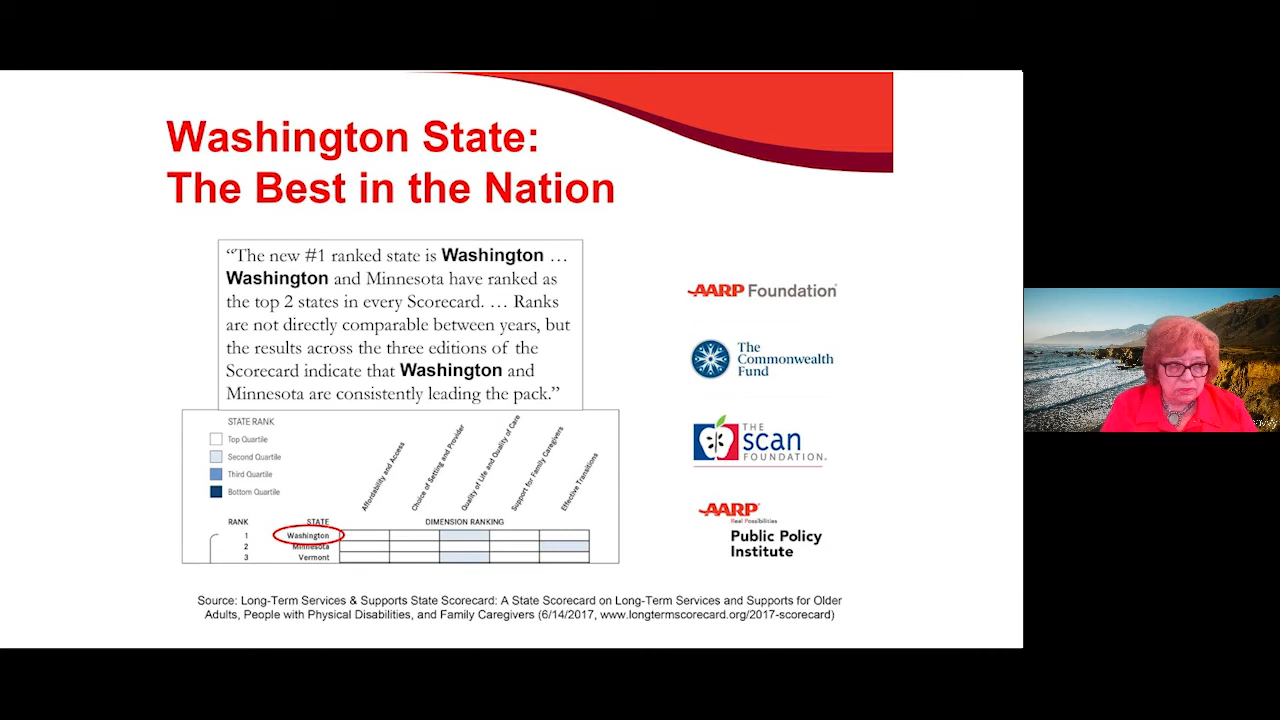 Washington State:
The Best in the Nation
“The new #1 ranked state is Washington …
Washington and Minnesota have ranked as
the top 2 states in every Scorecard. … Ranks
are not directly comparable between years, but
the results across the three editions of the
Scorecard indicate that Washington and
Minnesota are consistently leading the pack.”
STATE RANK
Top Quartile
Second Quartile
Third Quartile
Bottom Quartile
Affordability and Access
Choice of Setting and Provider
Quality of Life and Quality of Care
Support for Family Caregivers
Effective Transitions
RANK STATE DIMENSION RANKING
1 Washington
2 Minnesota
3 Vermont
AARP Foundation
The
Commonwealth
Fund
THE
scan
FOUNDATION.
AARP
Real Possibilities
Public Policy
Institute
Source: Long-Term Services & Supports State Scorecard: A State Scorecard on Long-Term Services and Supports for Older
Adults, People with Physical Disabilities, and Family Caregivers (6/14/2017, www.longtermscorecard.org/2017-scorecard)